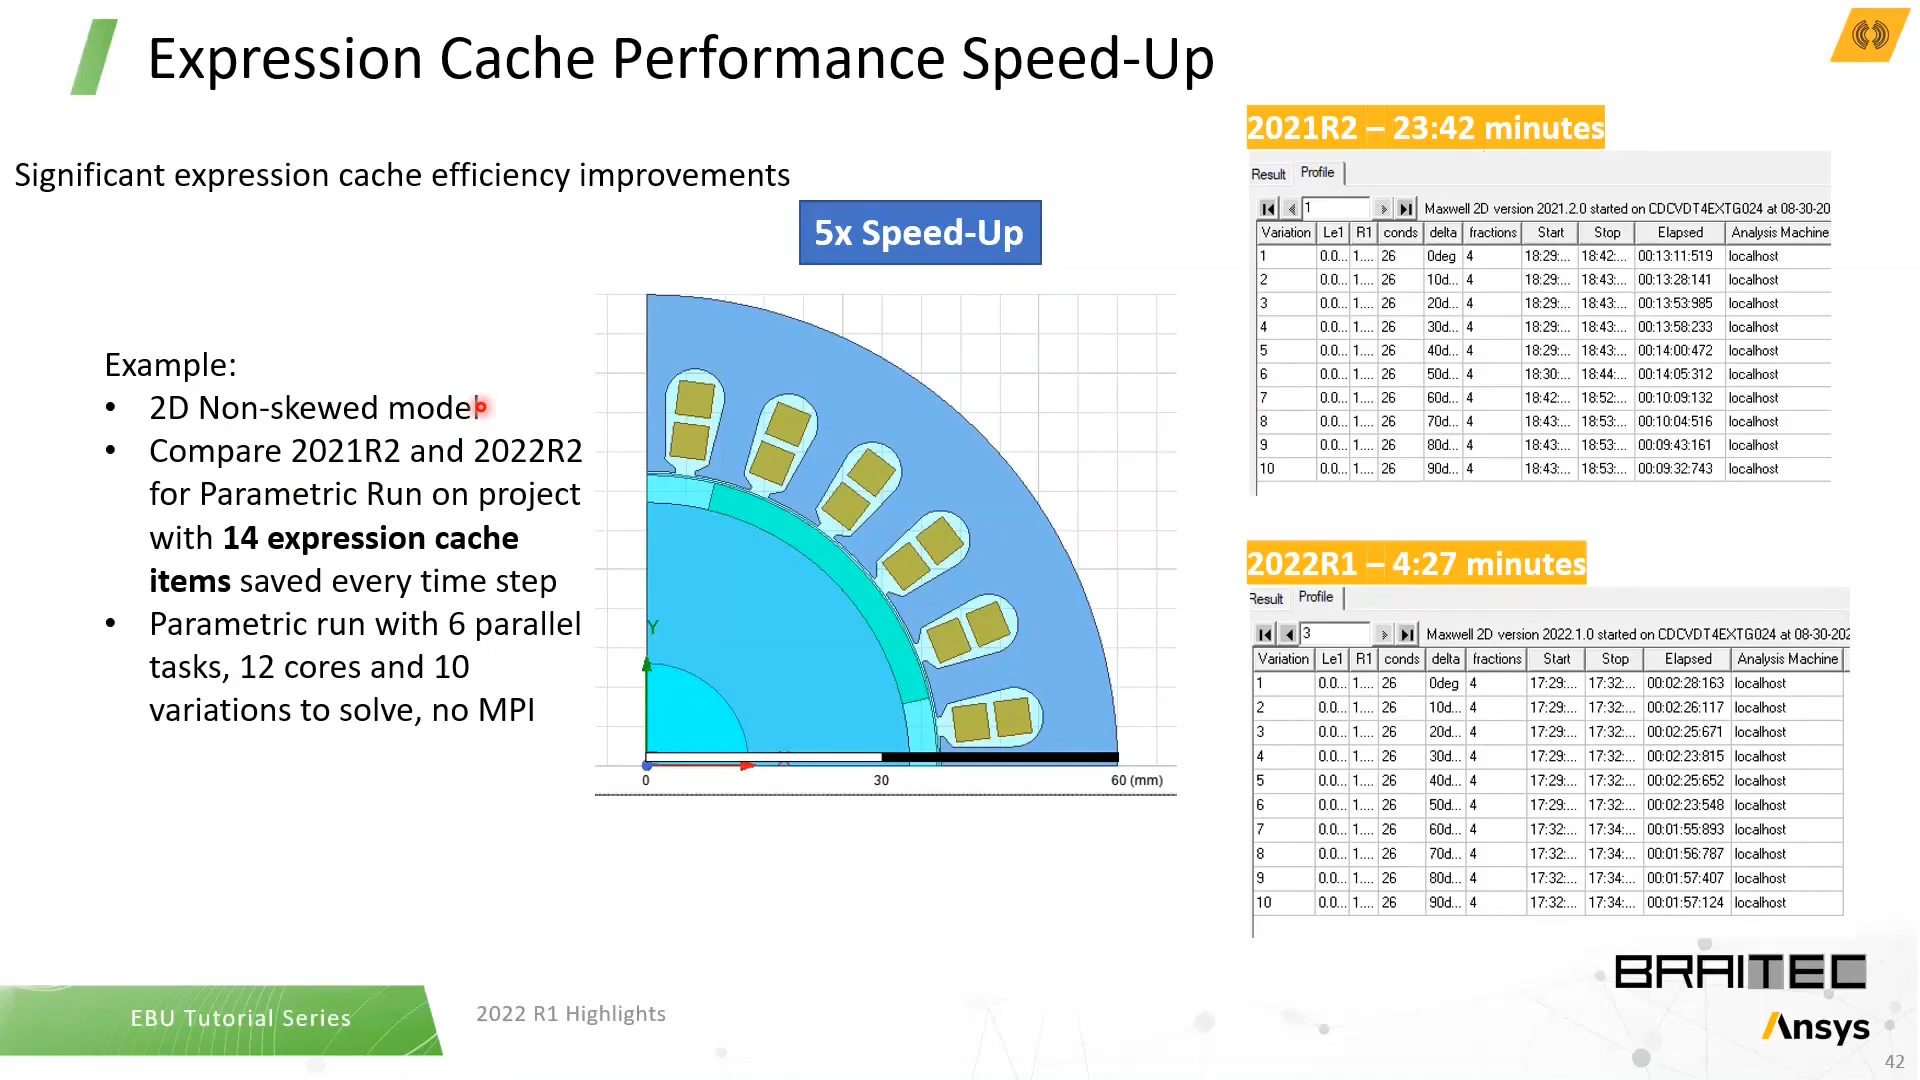 Expression Cache Performance Speed-Up
Significant expression cache efficiency improvements
5x Speed-Up
Example:
• 2D Non-skewed model
• Compare 2021R2 and 2022R2
for Parametric Run on project
with 14 expression cache
items saved every time step
• Parametric run with 6 parallel
tasks, 12 cores and 10
variations to solve, no MPI
Y
0 30 60 (mm)
2021R2 – 23:42 minutes
Result Profile
1 Maxwell 2D version 2021.2.0 started on CDCVDT4EXTG024 at 08-30-20
Variation Le1 R1 conds delta fractions Start Stop Elapsed Analysis Machine
1 0.0... 1.... 26 0deg 4 18:29:... 18:42:... 00:13:11:519 localhost
2 0.0... 1.... 26 10d... 4 18:29:... 18:43:... 00:13:28:141 localhost
3 0.0... 1.... 26 20d... 4 18:29:... 18:43:... 00:13:53:985 localhost
4 0.0... 1.... 26 30d... 4 18:29:... 18:43:... 00:13:58:233 localhost
5 0.0... 1.... 26 40d... 4 18:29:... 18:43:... 00:14:00:472 localhost
6 0.0... 1.... 26 50d... 4 18:30:... 18:44:... 00:14:05:312 localhost
7 0.0... 1.... 26 60d... 4 18:42:... 18:52:... 00:10:09:132 localhost
8 0.0... 1.... 26 70d... 4 18:43:... 18:53:... 00:10:04:516 localhost
9 0.0... 1.... 26 80d... 4 18:43:... 18:53:... 00:09:43:161 localhost
10 0.0... 1.... 26 90d... 4 18:43:... 18:53:... 00:09:32:743 localhost
2022R1 – 4:27 minutes
Result Profile
3 Maxwell 2D version 2022.1.0 started on CDCVDT4EXTG024 at 08-30-202
Variation Le1 R1 conds delta fractions Start Stop Elapsed Analysis Machine
1 0.0... 1.... 26 0deg 4 17:29:... 17:32:... 00:02:28:163 localhost
2 0.0... 1.... 26 10d... 4 17:29:... 17:32:... 00:02:26:117 localhost
3 0.0... 1.... 26 20d... 4 17:29:... 17:32:... 00:02:25:671 localhost
4 0.0... 1.... 26 30d... 4 17:29:... 17:32:... 00:02:23:815 localhost
5 0.0... 1.... 26 40d... 4 17:29:... 17:32:... 00:02:25:652 localhost
6 0.0... 1.... 26 50d... 4 17:29:... 17:32:... 00:02:23:548 localhost
7 0.0... 1.... 26 60d... 4 17:32:... 17:34:... 00:01:55:893 localhost
8 0.0... 1.... 26 70d... 4 17:32:... 17:34:... 00:01:56:787 localhost
9 0.0... 1.... 26 80d... 4 17:32:... 17:34:... 00:01:57:407 localhost
10 0.0... 1.... 26 90d... 4 17:32:... 17:34:... 00:01:57:124 localhost
BRAITEC
EBU Tutorial Series
2022 R1 Highlights
Ansys
42